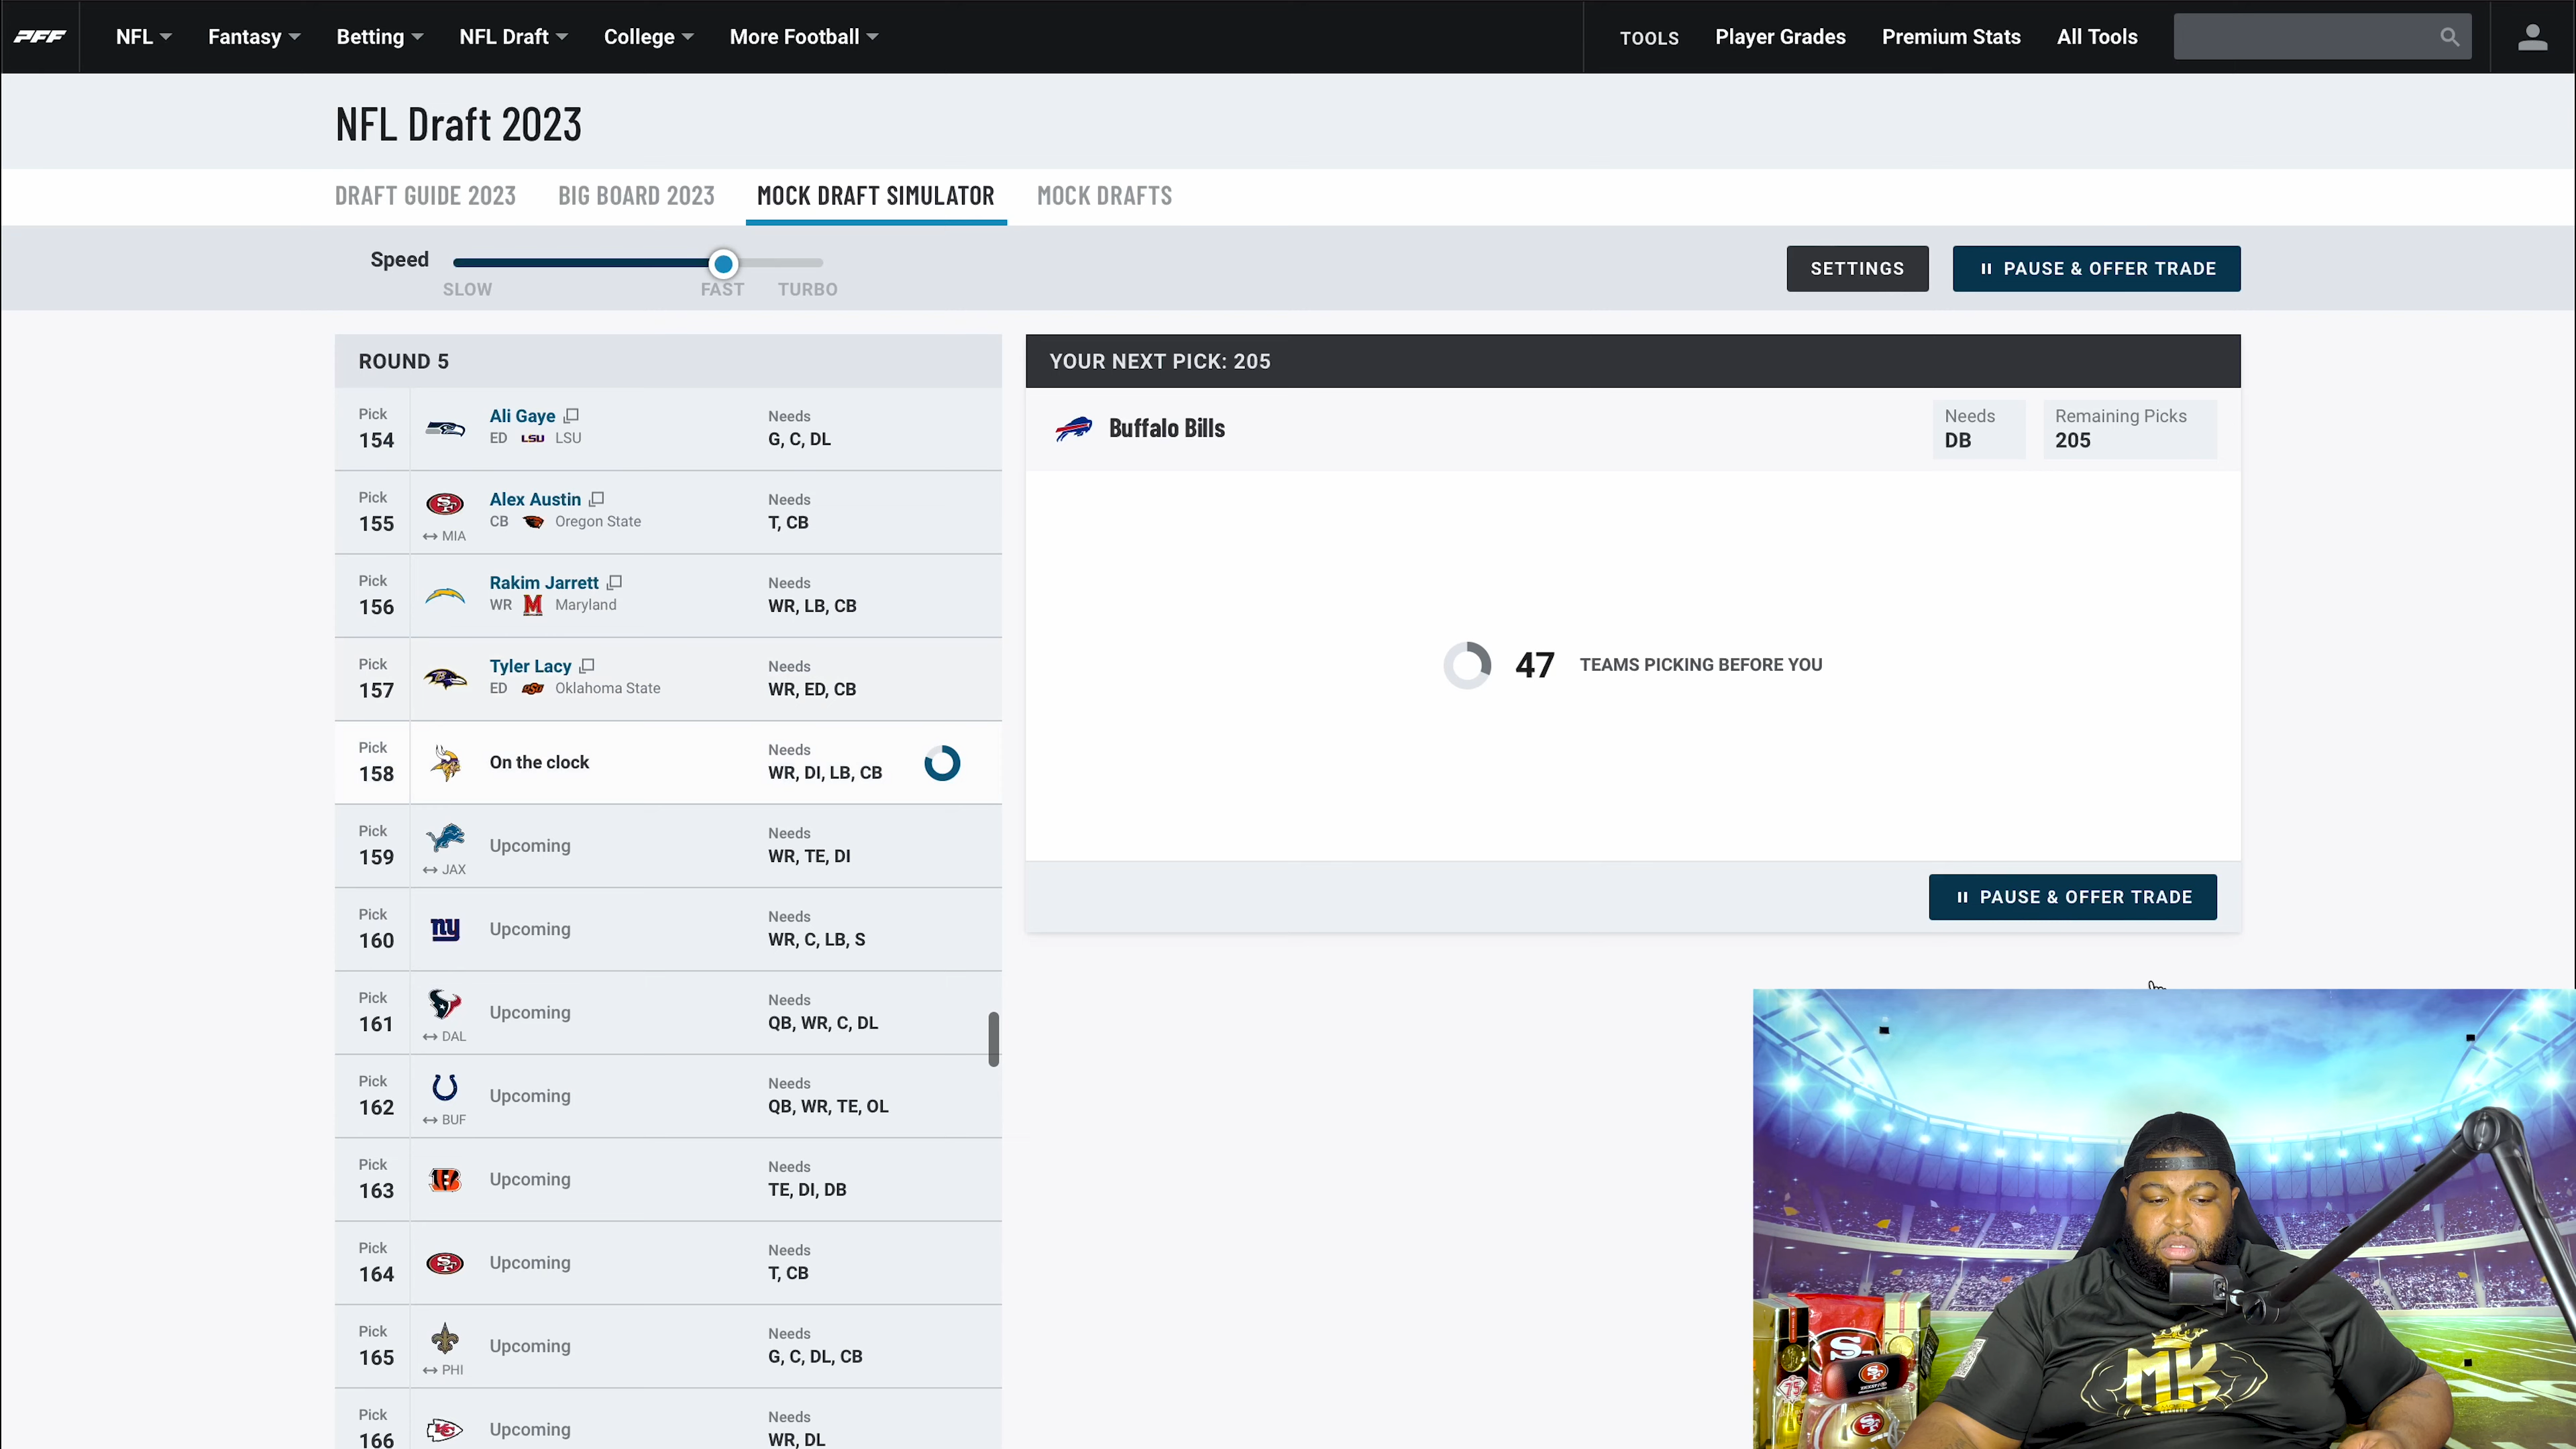 PFF
NFL
Fantasy
Betting
NFL Draft
College
More Football
TOOLS
Player Grades
Premium Stats
All Tools
NFL Draft 2023
DRAFT GUIDE 2023
BIG BOARD 2023
MOCK DRAFT SIMULATOR
MOCK DRAFTS
Speed
SLOW
FAST
TURBO
SETTINGS
PAUSE & OFFER TRADE
ROUND 5
Pick
154
Ali Gaye
ED LSU LSU
Needs
G, C, DL
Pick
155
MIA
Alex Austin
CB Oregon State
Needs
T, CB
Pick
156
Rakim Jarrett
WR M Maryland
Needs
WR, LB, CB
Pick
157
Tyler Lacy
ED OSU Oklahoma State
Needs
WR, ED, CB
Pick
158
On the clock
Needs
WR, DI, LB, CB
Pick
159
JAX
Upcoming
Needs
WR, TE, DI
Pick
160
ny
Upcoming
Needs
WR, C, LB, S
Pick
161
DAL
Upcoming
Needs
QB, WR, C, DL
Pick
162
BUF
Upcoming
Needs
QB, WR, TE, OL
Pick
163
Upcoming
Needs
TE, DI, DB
Pick
164
SF
Upcoming
Needs
T, CB
Pick
165
PHI
Upcoming
Needs
G, C, DL, CB
Pick
166
KC
Upcoming
Needs
WR, DL
YOUR NEXT PICK: 205
Buffalo Bills
Needs
DB
Remaining Picks
205
47 TEAMS PICKING BEFORE YOU
PAUSE & OFFER TRADE
SF
75
MK